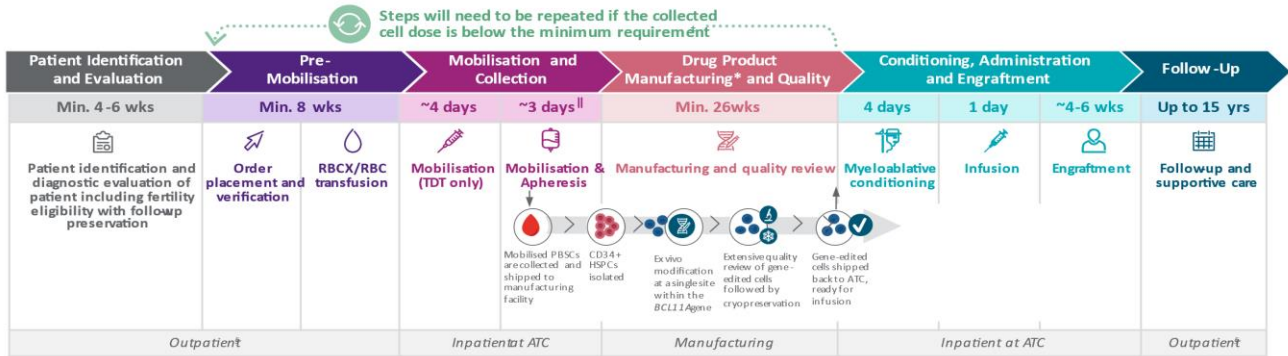 Steps will need to be repeated if the collected
cell dose is below the minimum requirement
Patient Identification
and Evaluation
Pre-
Mobilisation
Mobilisation and
Collection
Drug Product
Manufacturing* and Quality
Conditioning, Administration
and Engraftment
Follow-Up
Min. 4-6 wks
Min. 8 wks
~4 days
~3 days||
Min. 26wks
4 days
1 day
~4-6 wks
Up to 15 yrs
Patient identification and
diagnostic evaluation of
patient including fertility
eligibility with followup
preservation
Order
placement and
verification
RBCX/RBC
transfusion
Mobilisation
(TDT only)
Mobilisation &
Apheresis
Manufacturing and quality review
Myeloablative
conditioning
Infusion
Engraftment
Followup and
supportive care
Mobilised PBSCs
are collected and
shipped to
manufacturing
facility
CD34+
HSPCs
isolated
Ex vivo
modification
at a single site
within the
BCL11A gene
Extensive quality
review of gene-
edited cells
followed by
cryopreservation
Gene-edited
cells shipped
back to ATC,
ready for
infusion
Outpatient
Inpatient at ATC
Manufacturing
Inpatient at ATC
Outpatient